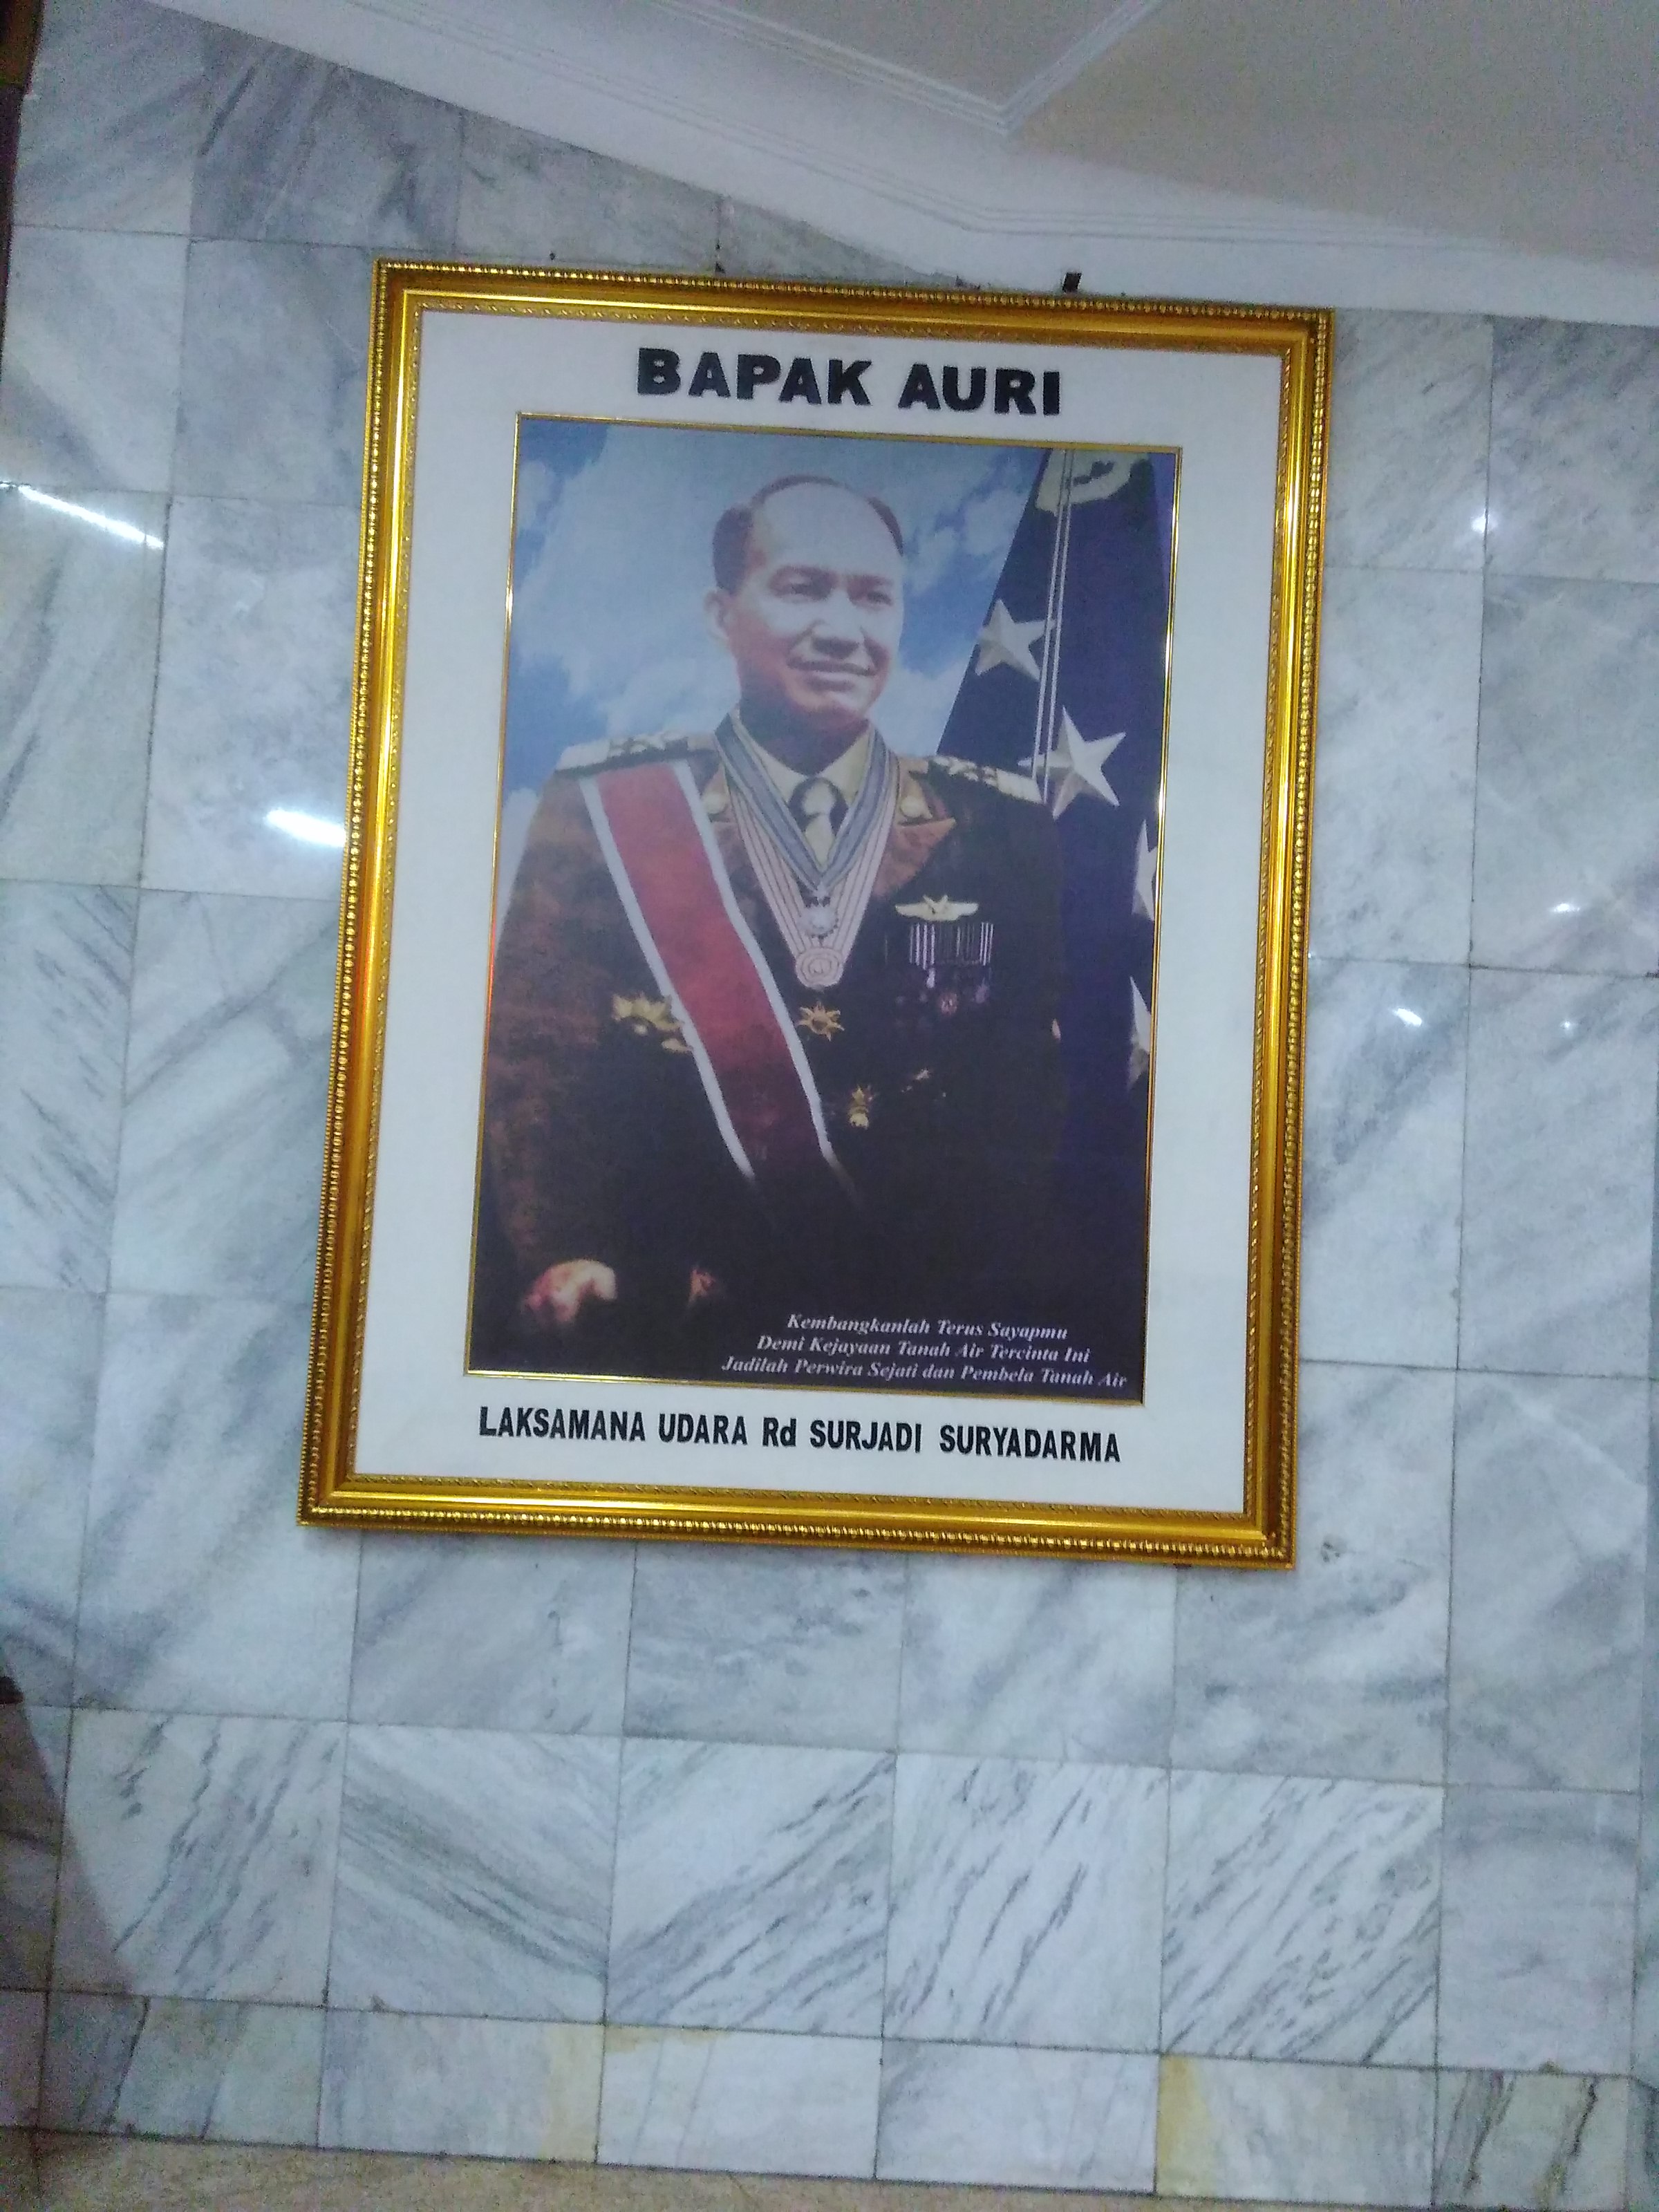 BAPAK AURI
Kembangkanlah Terus Sayapmu
Demi Kejayaan Tanah Air Tercinta Ini
Jadilah Perwira Sejati dan Pembela Tanah Air
LAKSAMANA UDARA Rd SURJADI SURYADARMA